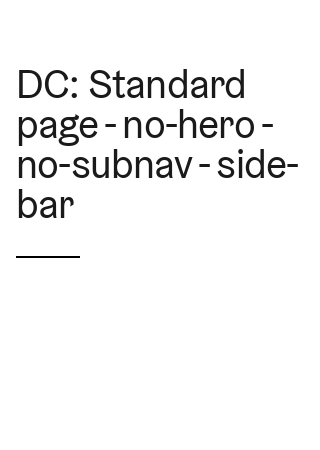 DC: Standard
page - no-hero -
no-subnav - side-
bar